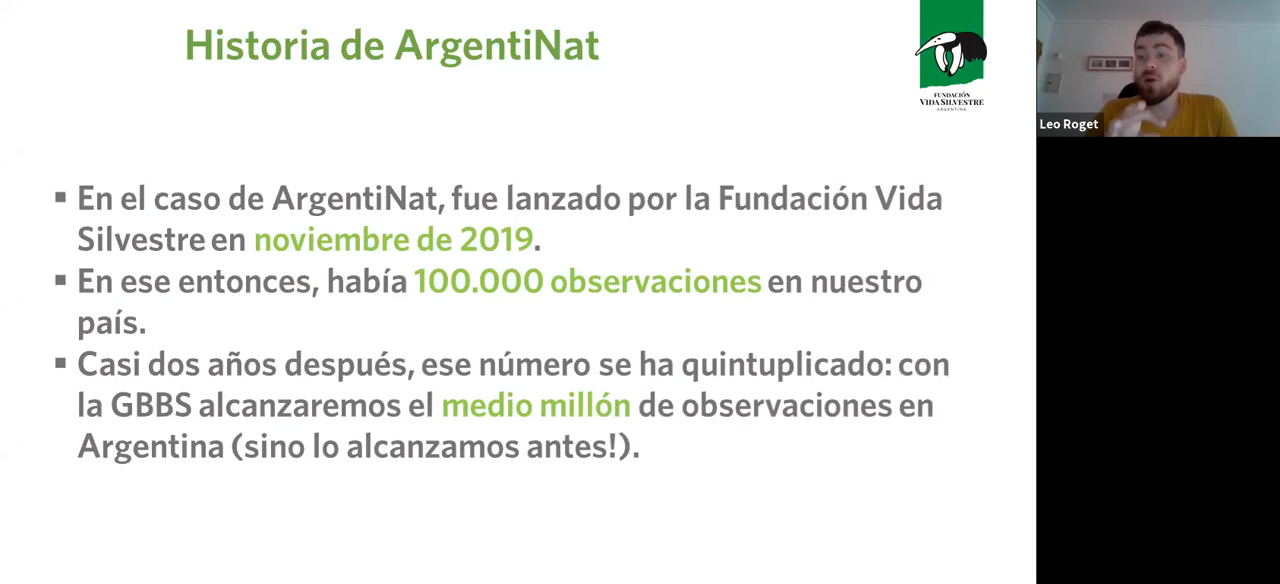 Historia de ArgentiNat
FUNDACIÓN
VIDA SILVESTRE
ARGENTINA
Leo Roget
▪ En el caso de ArgentiNat, fue lanzado por la Fundación Vida
Silvestre en noviembre de 2019.
▪ En ese entonces, había 100.000 observaciones en nuestro
país.
▪ Casi dos años después, ese número se ha quintuplicado: con
la GBBS alcanzaremos el medio millón de observaciones en
Argentina (sino lo alcanzamos antes!).